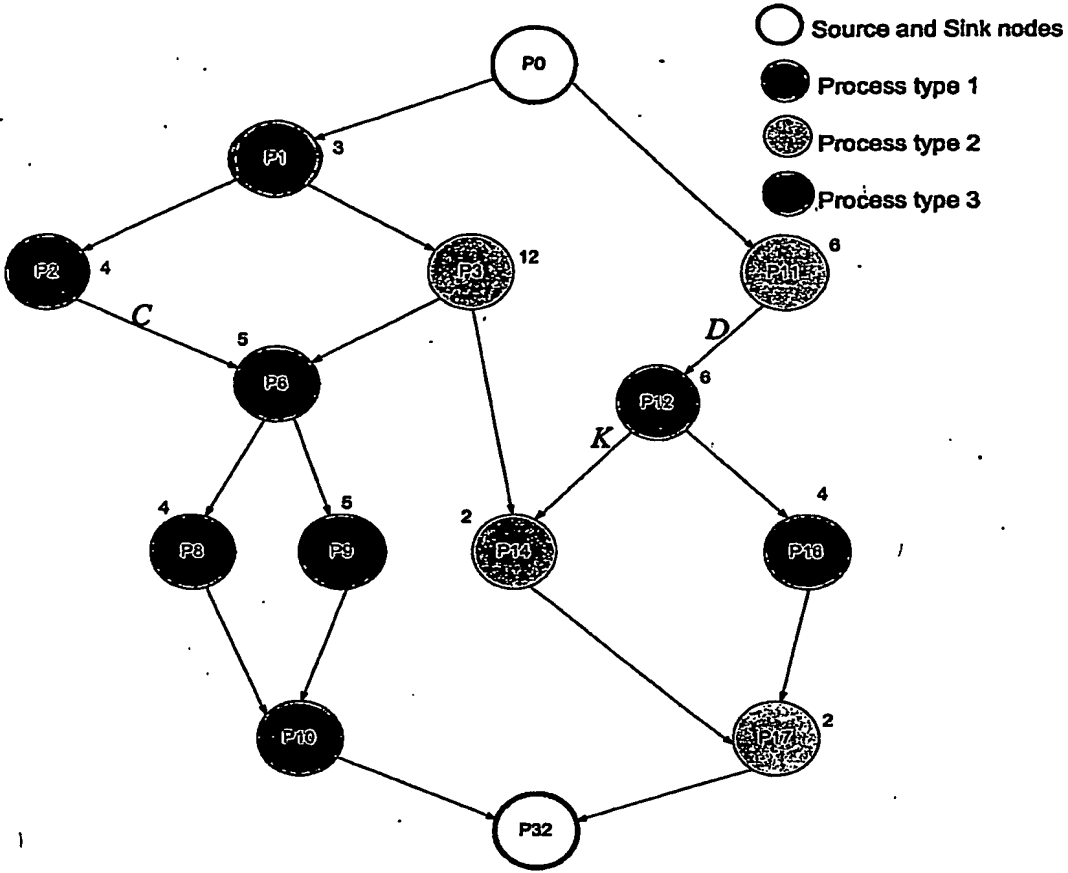 P0
Source and Sink nodes
Process type 1
Process type 2
Process type 3
P1
3
P2
4
P3
12
P11
6
C
D
5
P6
P12
6
K
4
P8
5
P9
2
P14
4
P16
P10
P17
2
P32